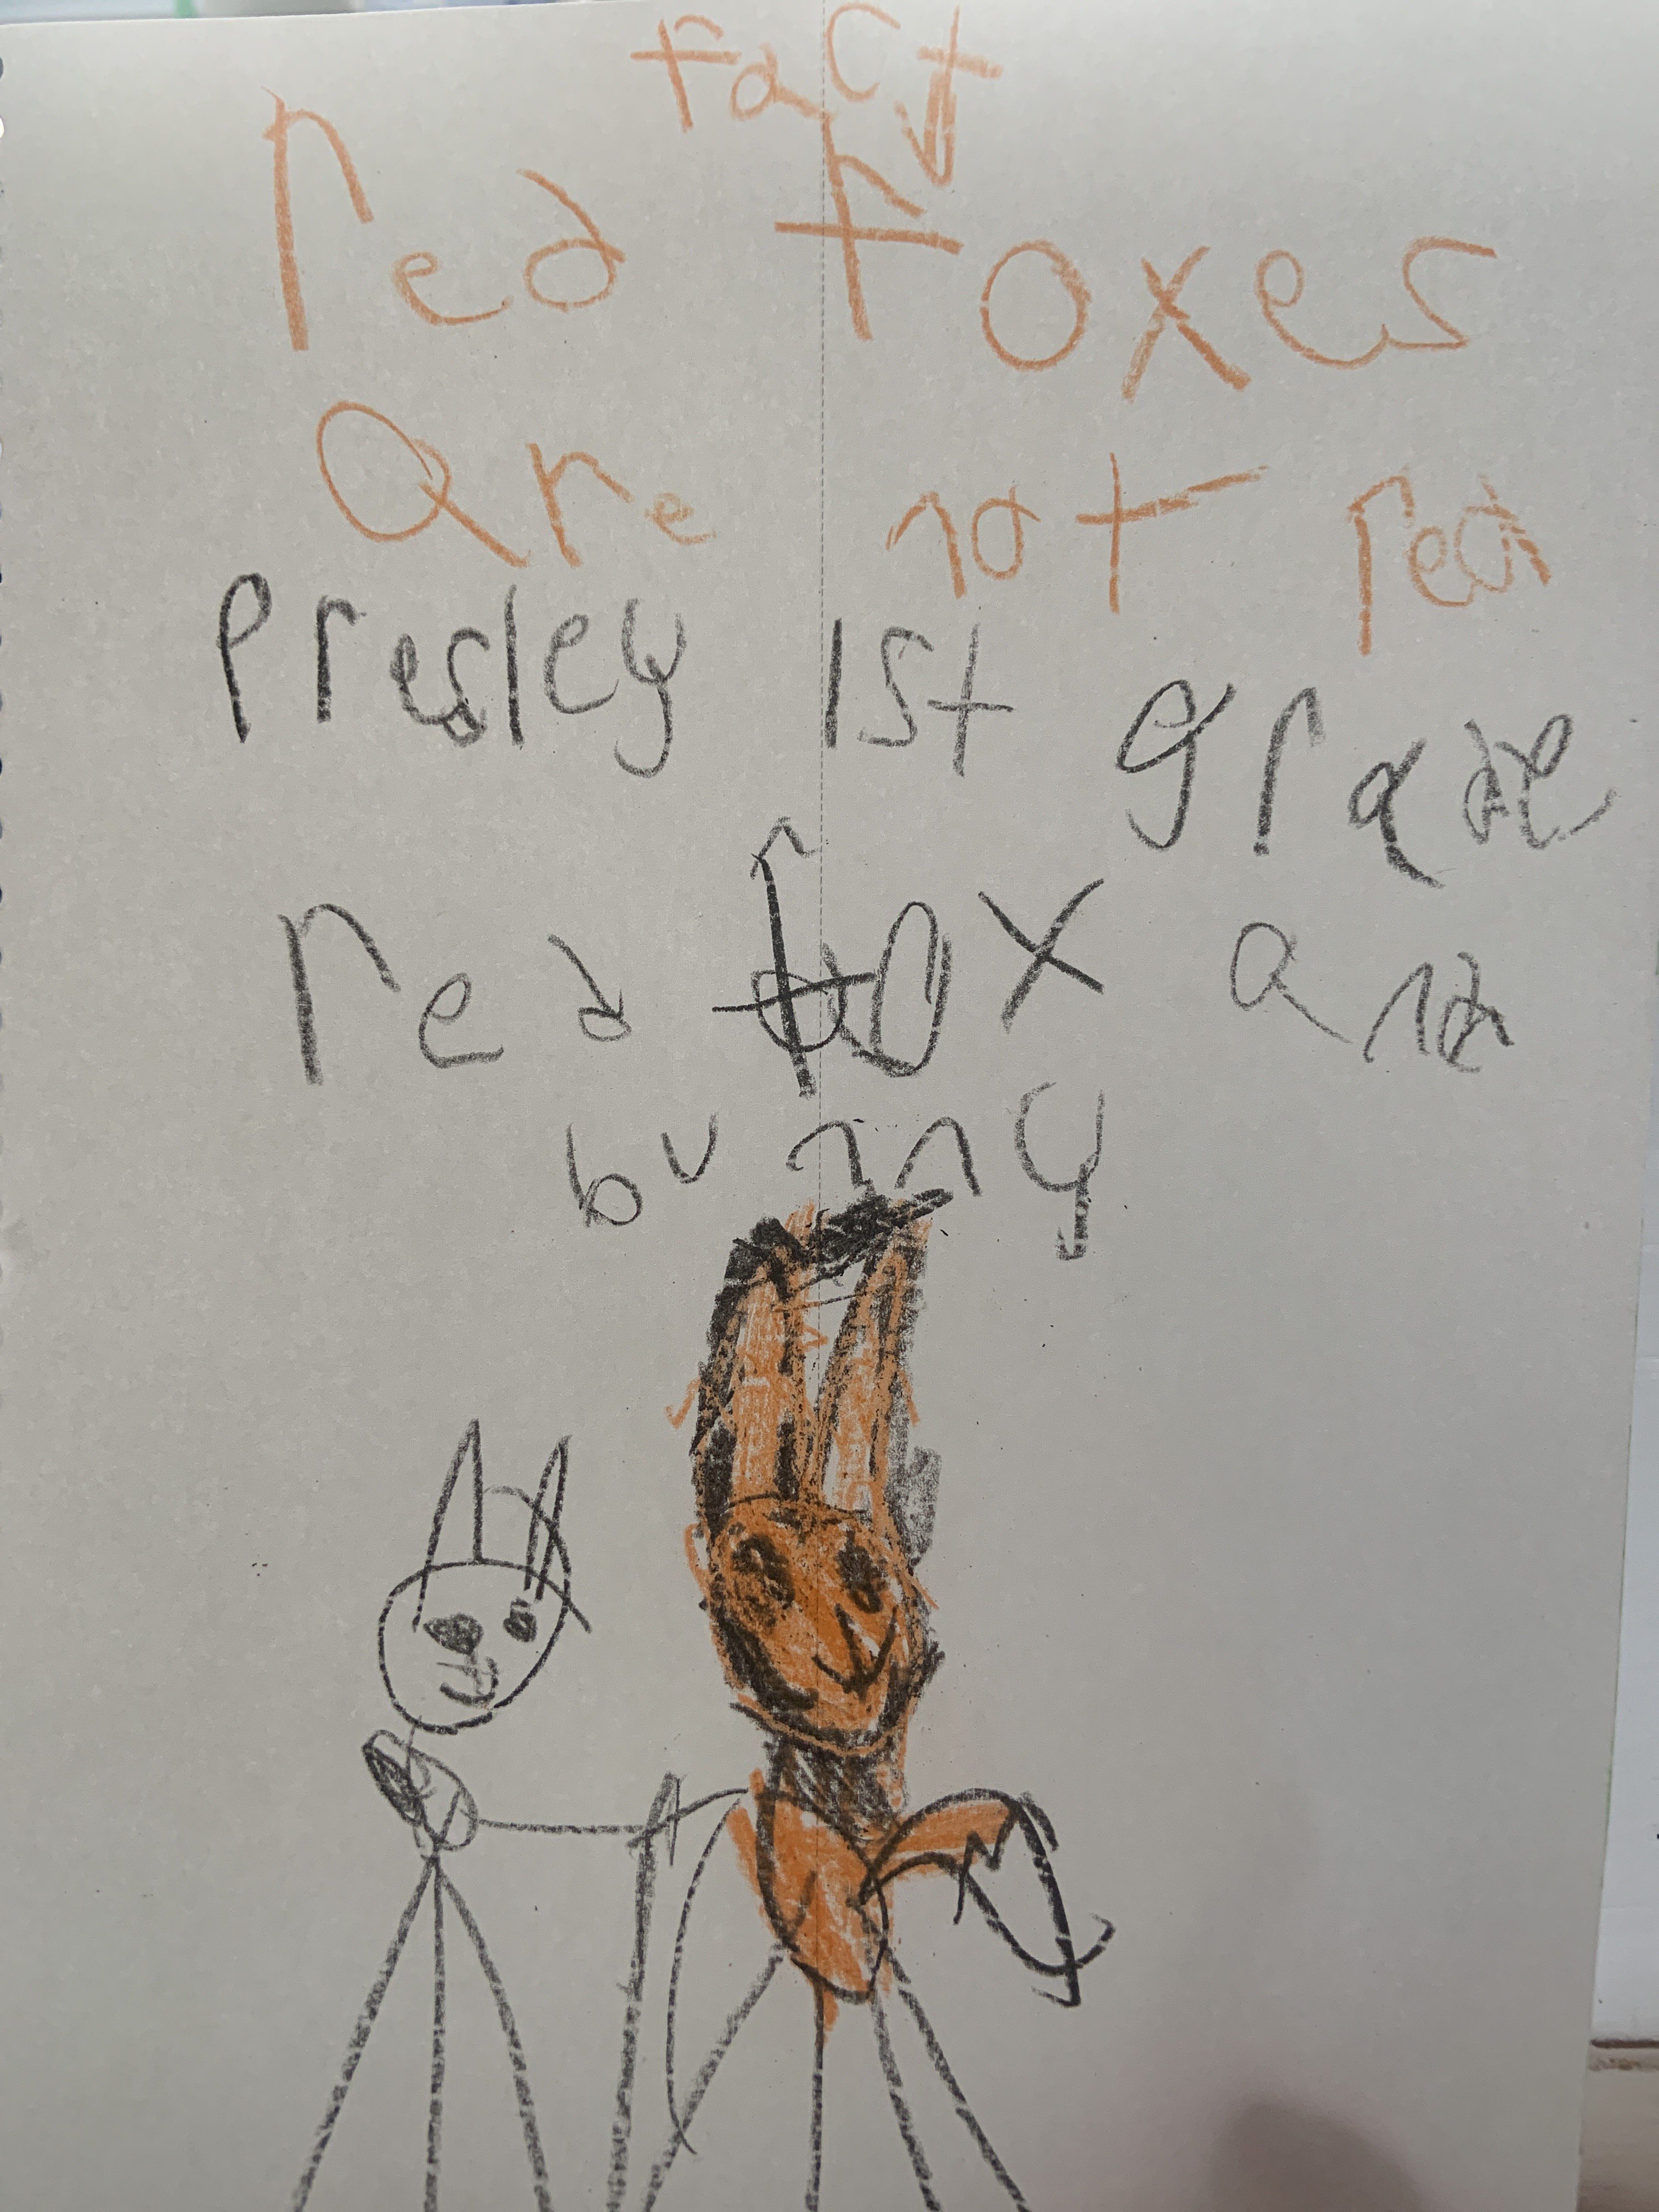 fact
red foxes
are not red
Presley 1st grade
red fox and
bunny